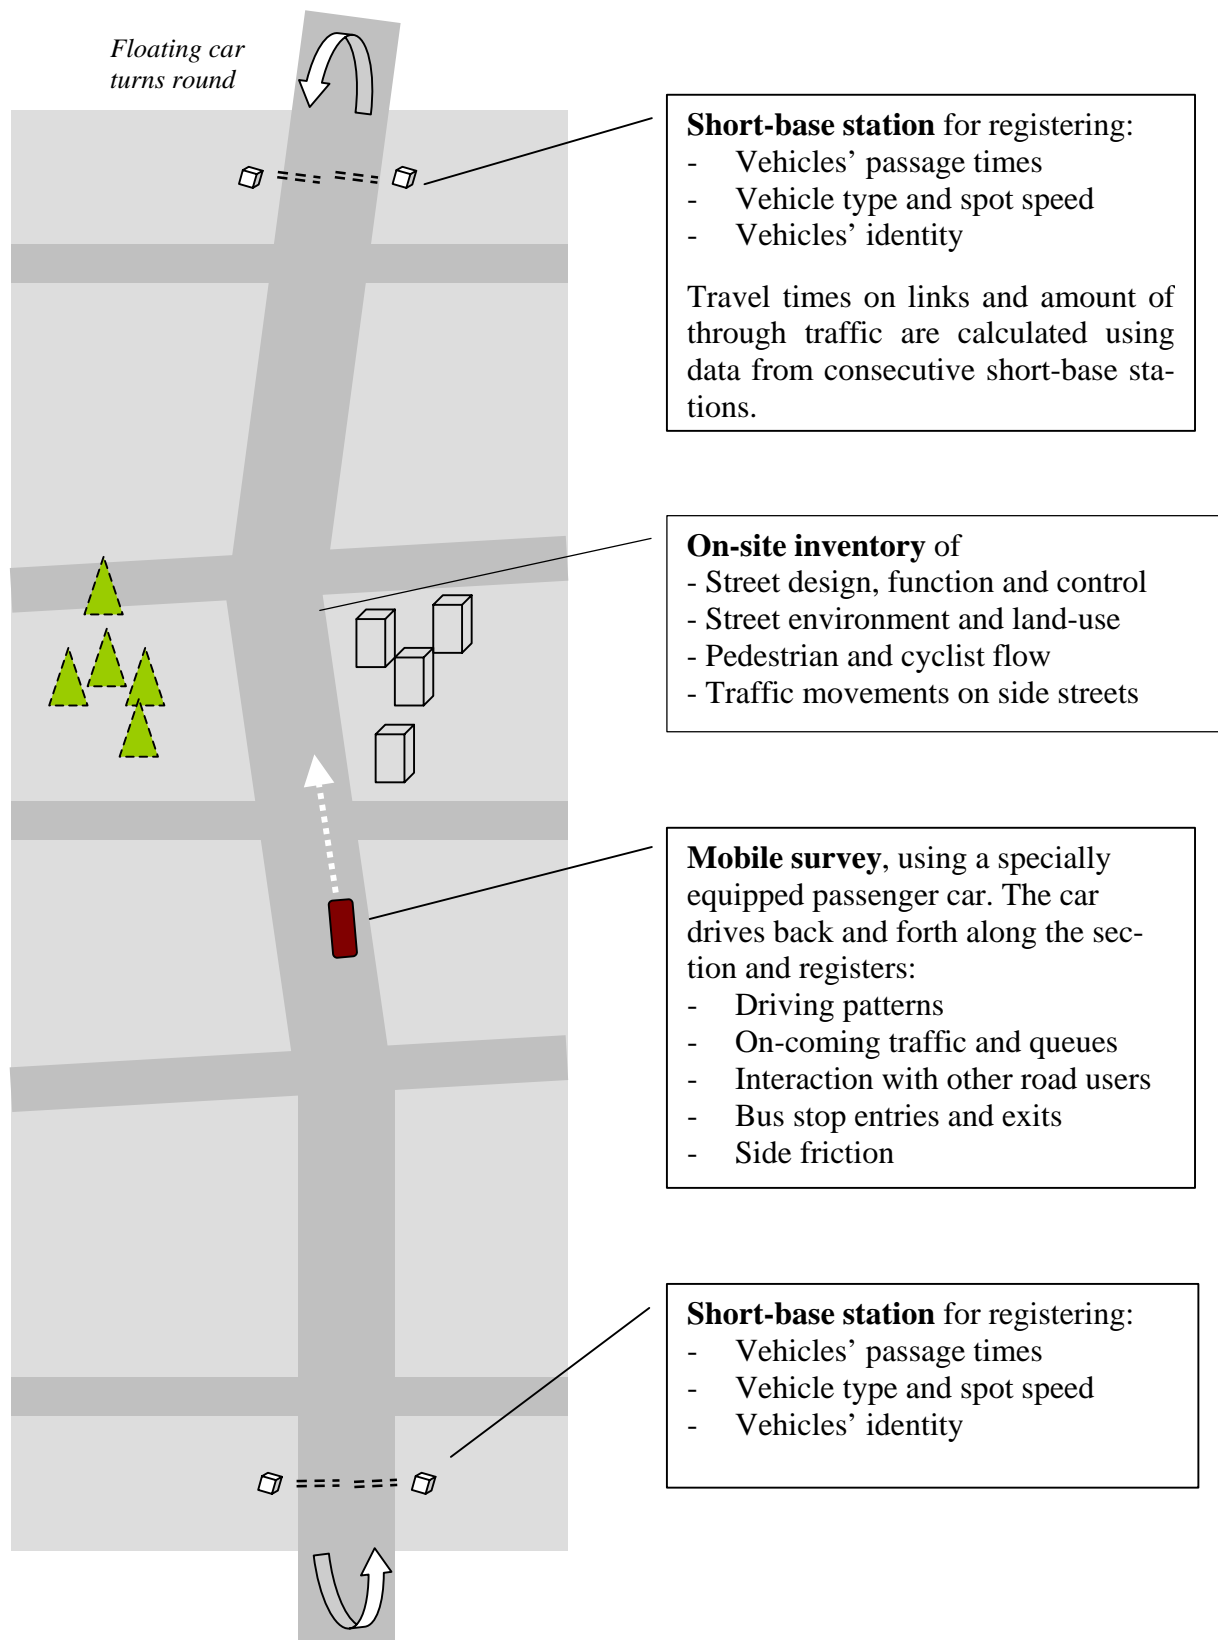 Floating car
turns round
Short-base station for registering:
- Vehicles’ passage times
- Vehicle type and spot speed
- Vehicles’ identity
Travel times on links and amount of
through traffic are calculated using
data from consecutive short-base sta-
tions.
On-site inventory of
- Street design, function and control
- Street environment and land-use
- Pedestrian and cyclist flow
- Traffic movements on side streets
Mobile survey, using a specially
equipped passenger car. The car
drives back and forth along the sec-
tion and registers:
- Driving patterns
- On-coming traffic and queues
- Interaction with other road users
- Bus stop entries and exits
- Side friction
Short-base station for registering:
- Vehicles’ passage times
- Vehicle type and spot speed
- Vehicles’ identity